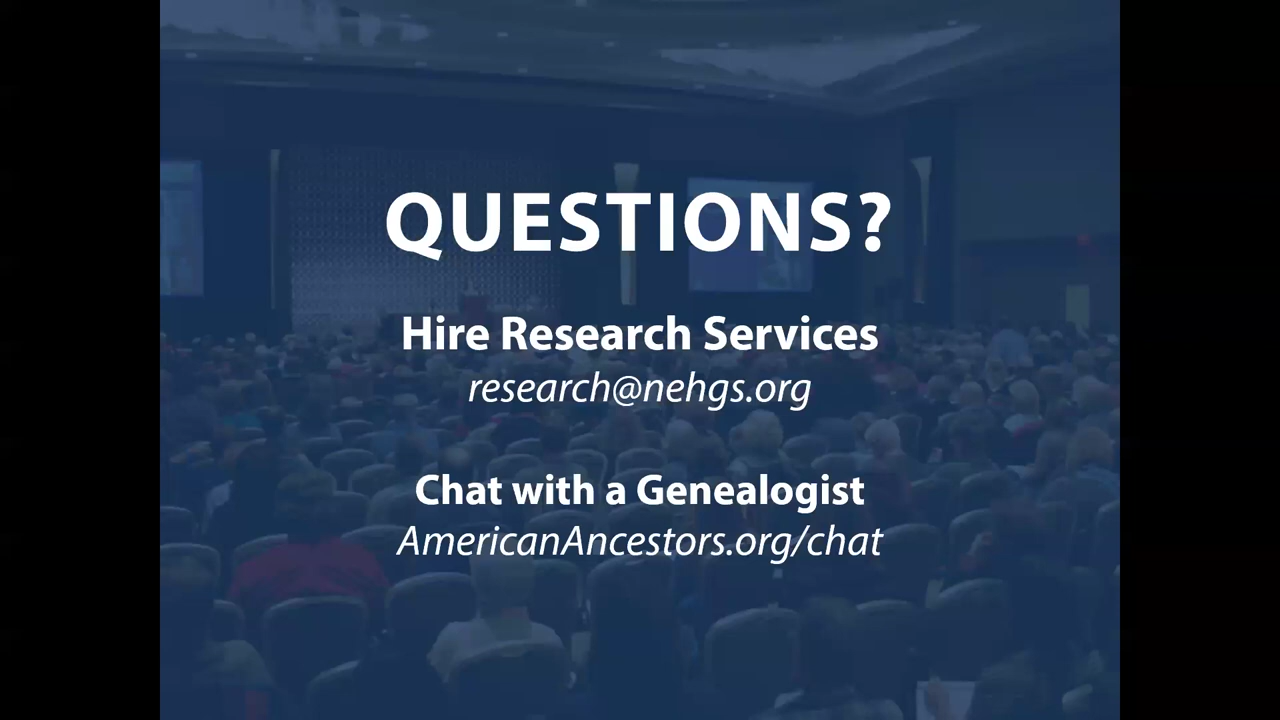 QUESTIONS?
Hire Research Services
research@nehgs.org
Chat with a Genealogist
AmericanAncestors.org/chat